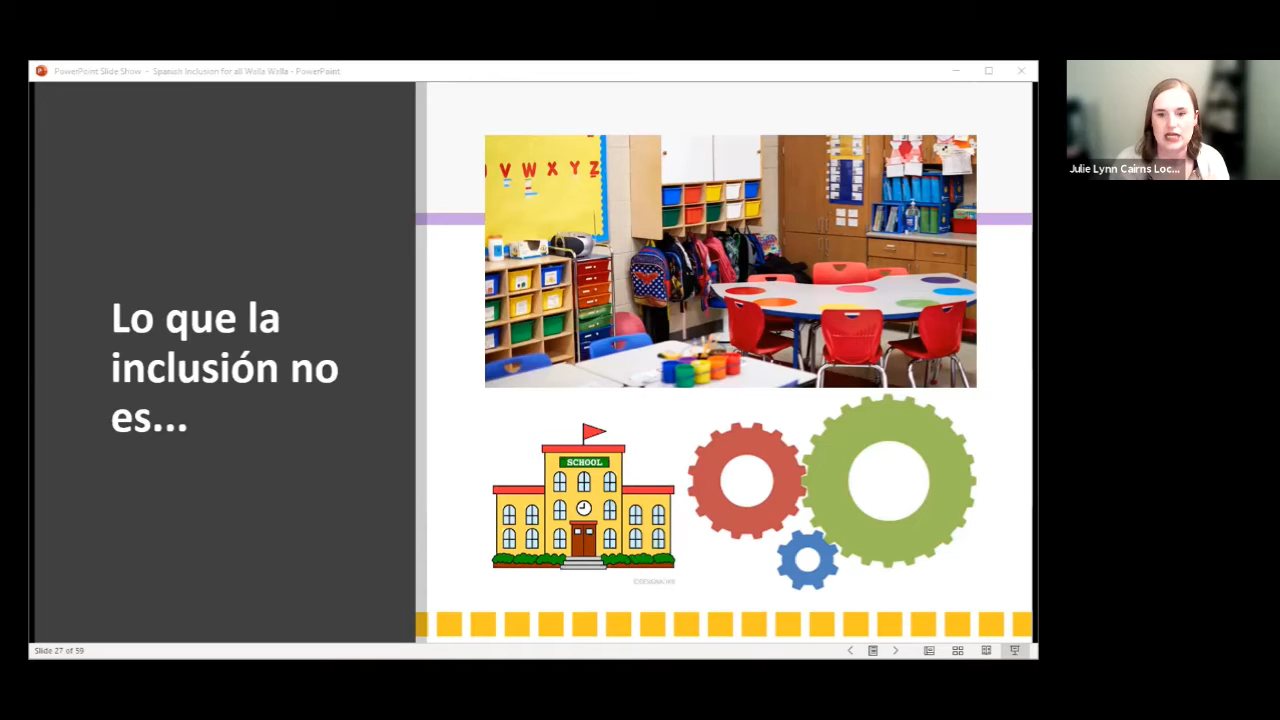 PowerPoint Slide Show - Spanish Inclusion for all Walla Walla - PowerPoint
Julie Lynn Cairns Loc...
V W X Y Z
Lo que la
inclusión no
es...
SCHOOL
Slide 27 of 59